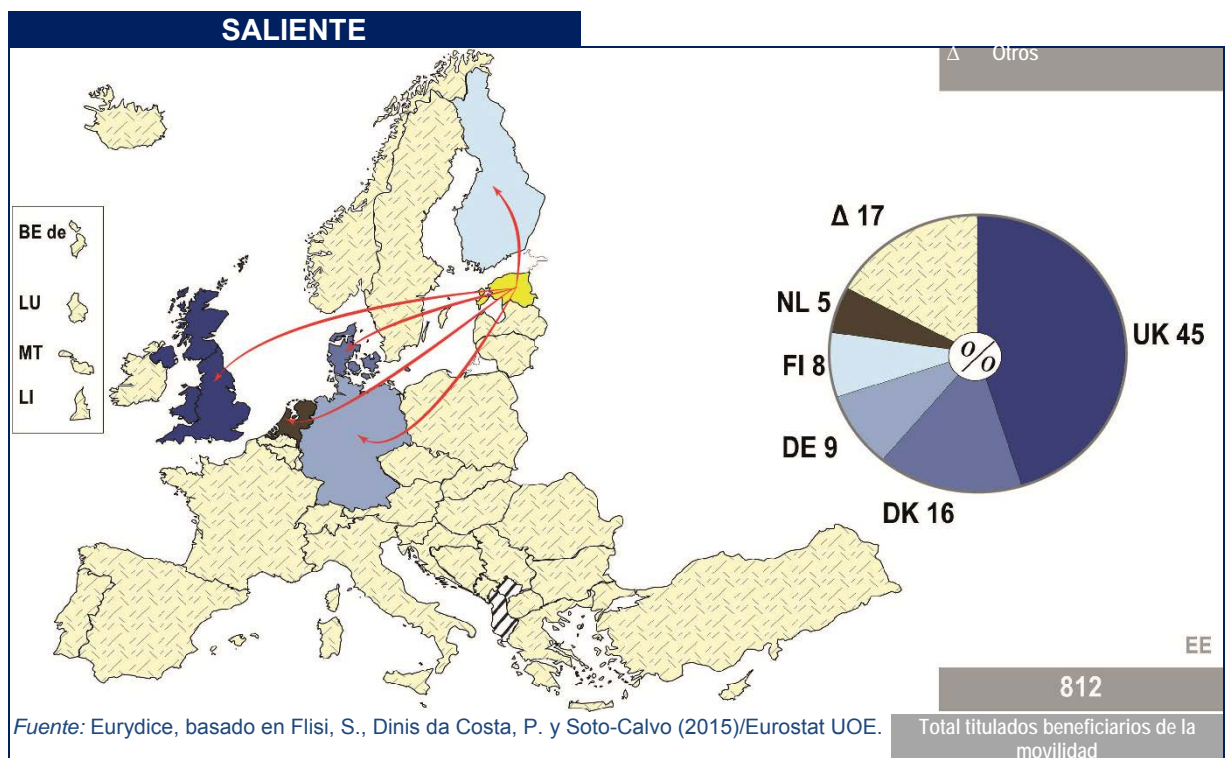 SALIENTE
Δ Otros
BE de
LU
MT
LI
Δ 17
NL 5
UK 45
FI 8
%
DE 9
DK 16
EE
812
Total titulados beneficiarios de la
movilidad
Fuente: Eurydice, basado en Flisi, S., Dinis da Costa, P. y Soto-Calvo (2015)/Eurostat UOE.